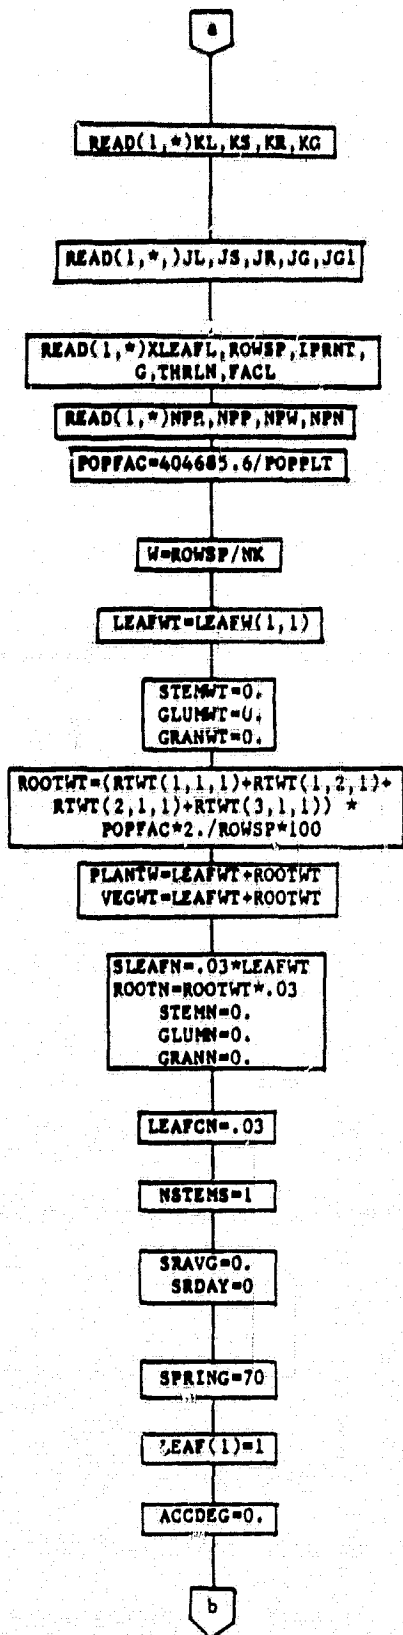 a
READ(1,*)KL,KS,KR,KG
READ(1,*,)JL,JS,JR,JG,JG1
READ(1,*)XLEAFL,ROWSP,IPRNT,
G,THRLN,FACL
READ(1,*)NPR,NPP,NPW,NPN
POPFAC=404685.6/POPPLT
W=ROWSP/NK
LEAFWT=LEAFW(1,1)
STEMWT=0.
GLUMWT=0.
GRANWT=0.
ROOTWT=(RTWT(1,1,1)+RTWT(1,2,1)+
RTWT(2,1,1)+RTWT(3,1,1)) *
POPFAC*2./ROWSP*100
PLANTW=LEAFWT+ROOTWT
VEGWT=LEAFWT+ROOTWT
SLEAFN=.03*LEAFWT
ROOTN=ROOTWT*.03
STEMN=0.
GLUMN=0.
GRANN=0.
LEAFCN=.03
NSTEMS=1
SRAVG=0.
SRDAY=0
SPRING=70
LEAF(1)=1
ACCDEG=0.
b